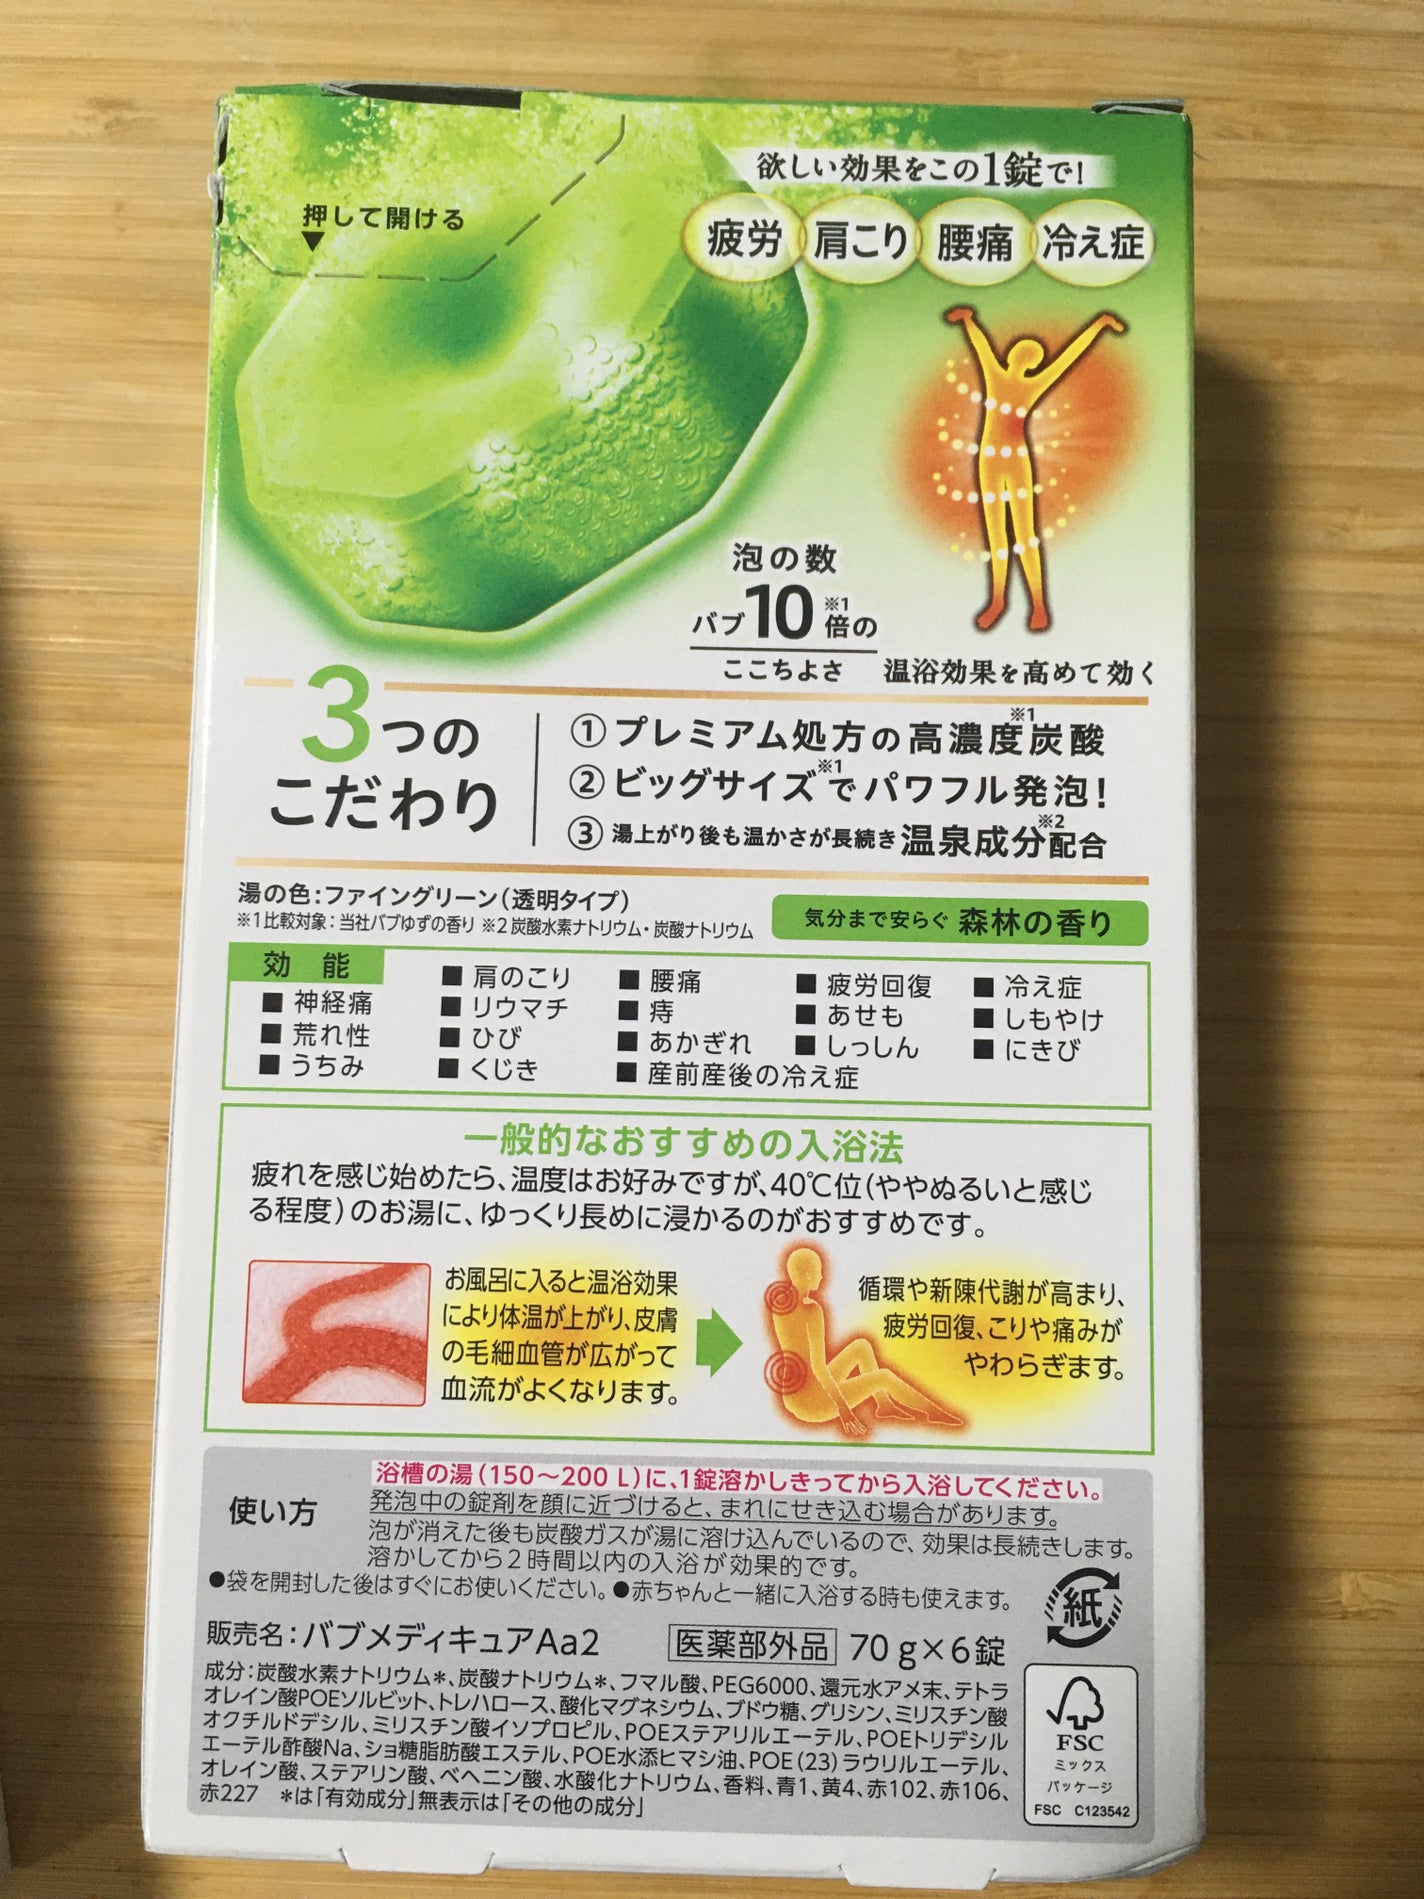 欲しい効果をこの1錠で!
押して開ける
▼
疲労 肩こり 腰痛 冷え症
泡の数
バブ10※1倍の
ここちよさ
温浴効果を高めて効く
3つの
こだわり
①プレミアム処方の高濃度※1炭酸
②ビッグサイズ※1でパワフル発泡!
③湯上がり後も温かさが長続き温泉成分※2配合
湯の色:ファイングリーン(透明タイプ)
※1比較対象:当社バブゆずの香り ※2炭酸水素ナトリウム・炭酸ナトリウム
気分まで安らぐ 森林の香り
効 能
■肩のこり ■腰痛 ■疲労回復 ■冷え症
■神経痛 ■リウマチ ■痔 ■あせも ■しもやけ
■荒れ性 ■ひび ■あかぎれ ■しっしん ■にきび
■うちみ ■くじき ■産前産後の冷え症
一般的なおすすめの入浴法
疲れを感じ始めたら、温度はお好みですが、40℃位(ややぬるいと感じ
る程度)のお湯に、ゆっくり長めに浸かるのがおすすめです。
お風呂に入ると温浴効果
により体温が上がり、皮膚
の毛細血管が広がって
血流がよくなります。
循環や新陳代謝が高まり、
疲労回復、こりや痛みが
やわらぎます。
使い方
浴槽の湯(150〜200 L)に、1錠溶かしきってから入浴してください。
発泡中の錠剤を顔に近づけると、まれにせき込む場合があります。
泡が消えた後も炭酸ガスが湯に溶け込んでいるので、効果は長続きします。
溶かしてから2時間以内の入浴が効果的です。
●袋を開封した後はすぐにお使いください。●赤ちゃんと一緒に入浴する時も使えます。
紙
販売名:バブメディキュアAa2 医薬部外品 70 g×6錠
成分:炭酸水素ナトリウム*、炭酸ナトリウム*、フマル酸、PEG6000、還元水アメ末、テトラ
オレイン酸POEソルビット、トレハロース、酸化マグネシウム、ブドウ糖、グリシン、ミリスチン酸
オクチルドデシル、ミリスチン酸イソプロピル、POEステアリルエーテル、POEトリデシル
エーテル酢酸Na、ショ糖脂肪酸エステル、POE水添ヒマシ油、POE(23)ラウリルエーテル、
オレイン酸、ステアリン酸、ベヘニン酸、水酸化ナトリウム、香料、青1、黄4、赤102、赤106、
赤227 *は「有効成分」無表示は「その他の成分」
FSC
ミックス
パッケージ
FSC C123542